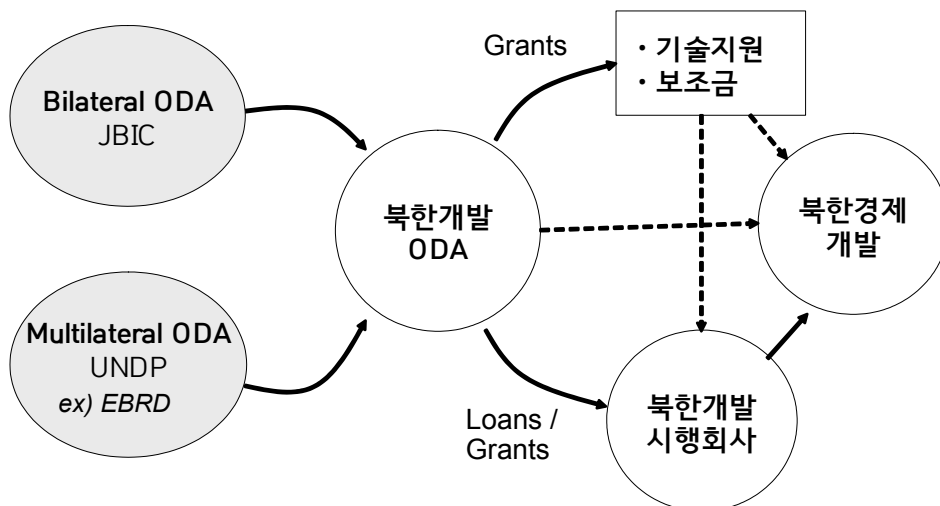 Bilateral ODA
JBIC
Multilateral ODA
UNDP
ex) EBRD
북한개발
ODA
Grants
· 기술지원
· 보조금
Loans /
Grants
북한개발
시행회사
북한경제
개발